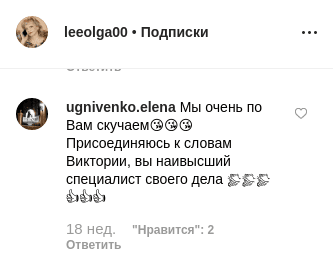 leeolga00 • Подписки
Ответить
ugnivenko.elena Мы очень по
Вам скучаем😘😘😘
Присоединяюсь к словам
Виктории, вы наивысший
специалист своего дела 👏👏👏
👍👍👍
18 нед. "Нравится": 2
Ответить